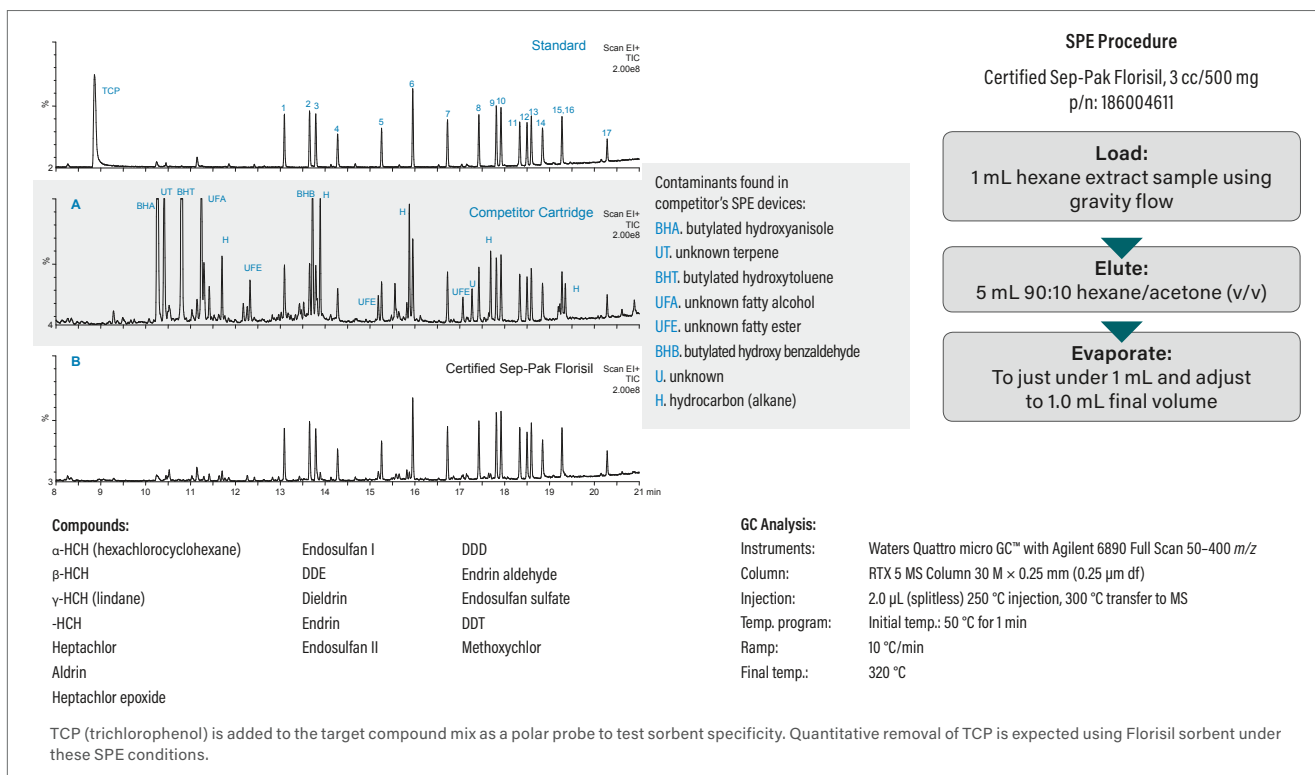 Standard
Scan EI+
TIC
2.00e8
TCP
1
2
3
4
5
6
7
8
9
10
11
12
13
14
15,16
17
%
2
A
Competitor Cartridge
Scan EI+
TIC
2.00e8
BHA
UT
BHT
UFA
H
UFE
BHB
H
UFE
H
UFE
U
H
H
%
4
B
Certified Sep-Pak Florisil
Scan EI+
TIC
2.00e8
%
3
8 9 10 11 12 13 14 15 16 17 18 19 20 21 min
Contaminants found in
competitor's SPE devices:
BHA. butylated hydroxyanisole
UT. unknown terpene
BHT. butylated hydroxytoluene
UFA. unknown fatty alcohol
UFE. unknown fatty ester
BHB. butylated hydroxy benzaldehyde
U. unknown
H. hydrocarbon (alkane)
SPE Procedure
Certified Sep-Pak Florisil, 3 cc/500 mg
p/n: 186004611
Load:
1 mL hexane extract sample using
gravity flow
Elute:
5 mL 90:10 hexane/acetone (v/v)
Evaporate:
To just under 1 mL and adjust
to 1.0 mL final volume
Compounds:
α-HCH (hexachlorocyclohexane)
β-HCH
γ-HCH (lindane)
-HCH
Heptachlor
Aldrin
Heptachlor epoxide
Endosulfan I
DDE
Dieldrin
Endrin
Endosulfan II
DDD
Endrin aldehyde
Endosulfan sulfate
DDT
Methoxychlor
GC Analysis:
Instruments: Waters Quattro micro GC™ with Agilent 6890 Full Scan 50–400 m/z
Column: RTX 5 MS Column 30 M × 0.25 mm (0.25 µm df)
Injection: 2.0 µL (splitless) 250 °C injection, 300 °C transfer to MS
Temp. program: Initial temp.: 50 °C for 1 min
Ramp: 10 °C/min
Final temp.: 320 °C
TCP (trichlorophenol) is added to the target compound mix as a polar probe to test sorbent specificity. Quantitative removal of TCP is expected using Florisil sorbent under
these SPE conditions.